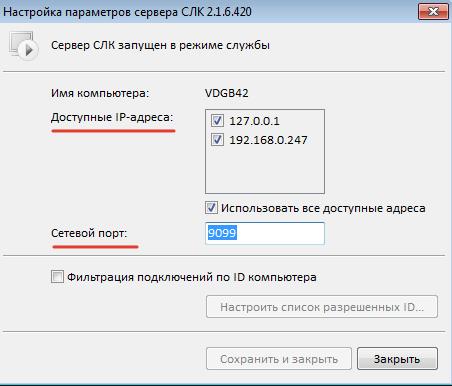 Настройка параметров сервера СЛК 2.1.6.420
Сервер СЛК запущен в режиме службы
Имя компьютера: VDGB42
Доступные IP-адреса: 127.0.0.1
192.168.0.247
Использовать все доступные адреса
Сетевой порт: 9099
Фильтрация подключений по ID компьютера
Настроить список разрешенных ID...
Сохранить и закрыть Закрыть